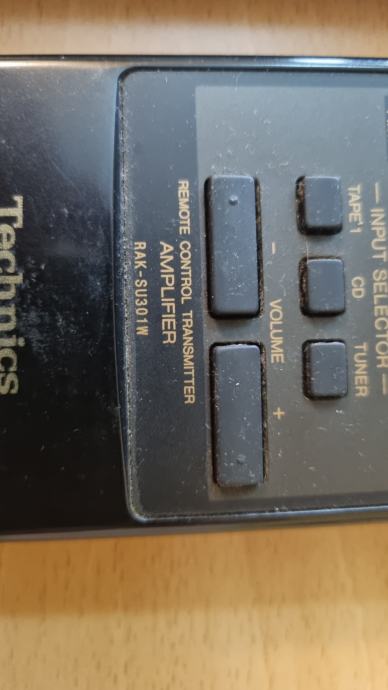 — INPUT SELECTOR —
TAPE 1 CD TUNER
− VOLUME +
REMOTE CONTROL TRANSMITTER
AMPLIFIER
RAK-SU301W
Technics